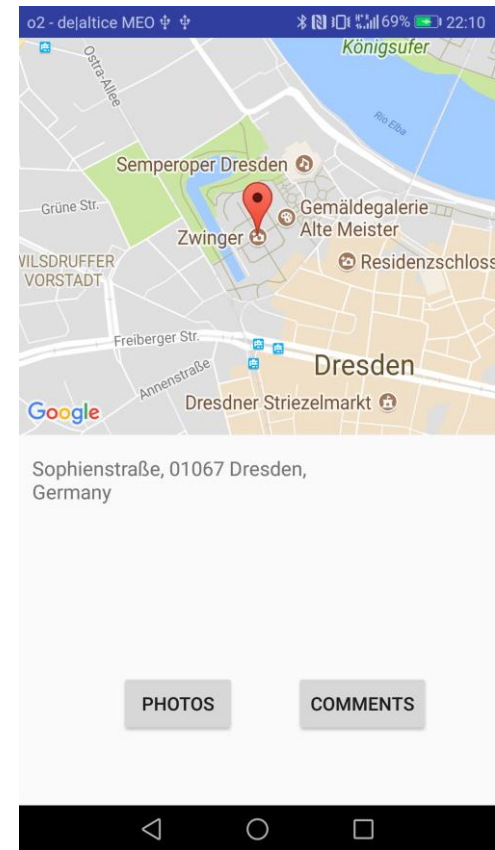 o2 - de|altice MEO 69% 22:10
Königsufer
Ostra-Allee
Rio Elba
Semperoper Dresden
Grüne Str.
Gemäldegalerie
Alte Meister
Zwinger
WILSDRUFFER
VORSTADT
Residenzschloss
Freiberger Str.
Dresden
Annenstraße
Dresdner Striezelmarkt
Google
Sophienstraße, 01067 Dresden,
Germany
PHOTOS COMMENTS